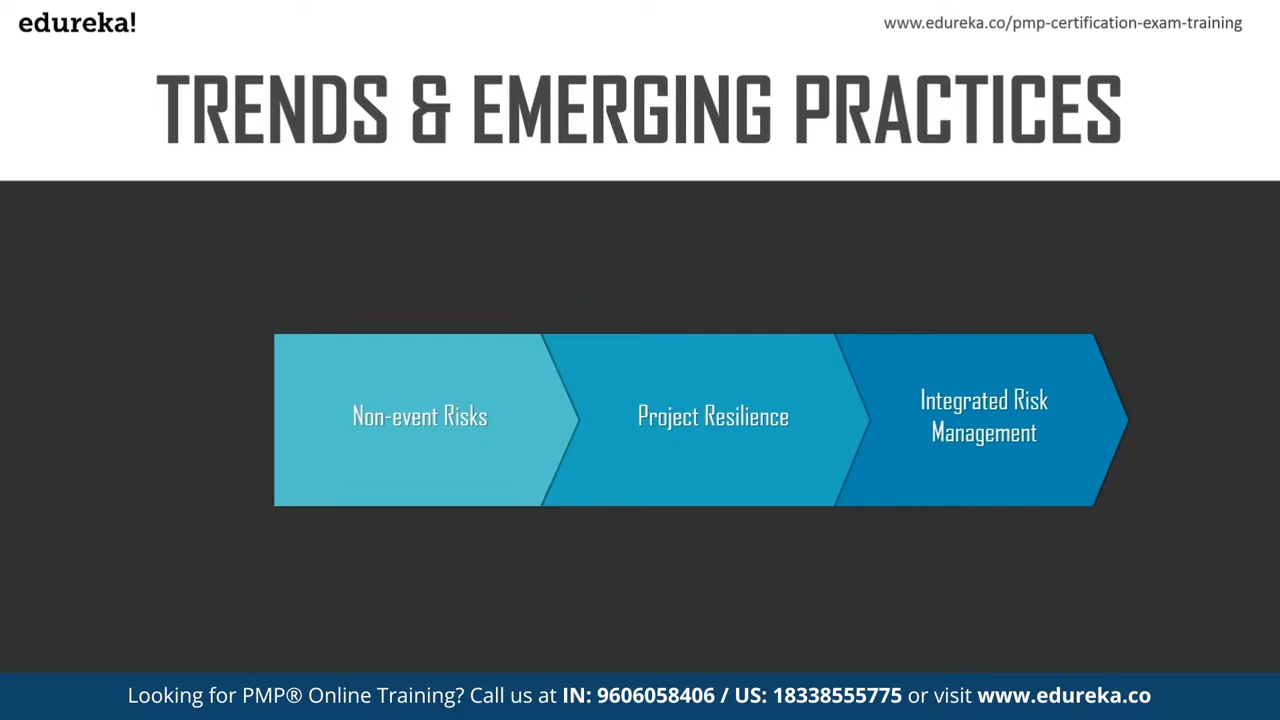 edureka!
www.edureka.co/pmp-certification-exam-training
TRENDS & EMERGING PRACTICES
Non-event Risks
Project Resilience
Integrated Risk
Management
Looking for PMP® Online Training? Call us at IN: 9606058406 / US: 18338555775 or visit www.edureka.co